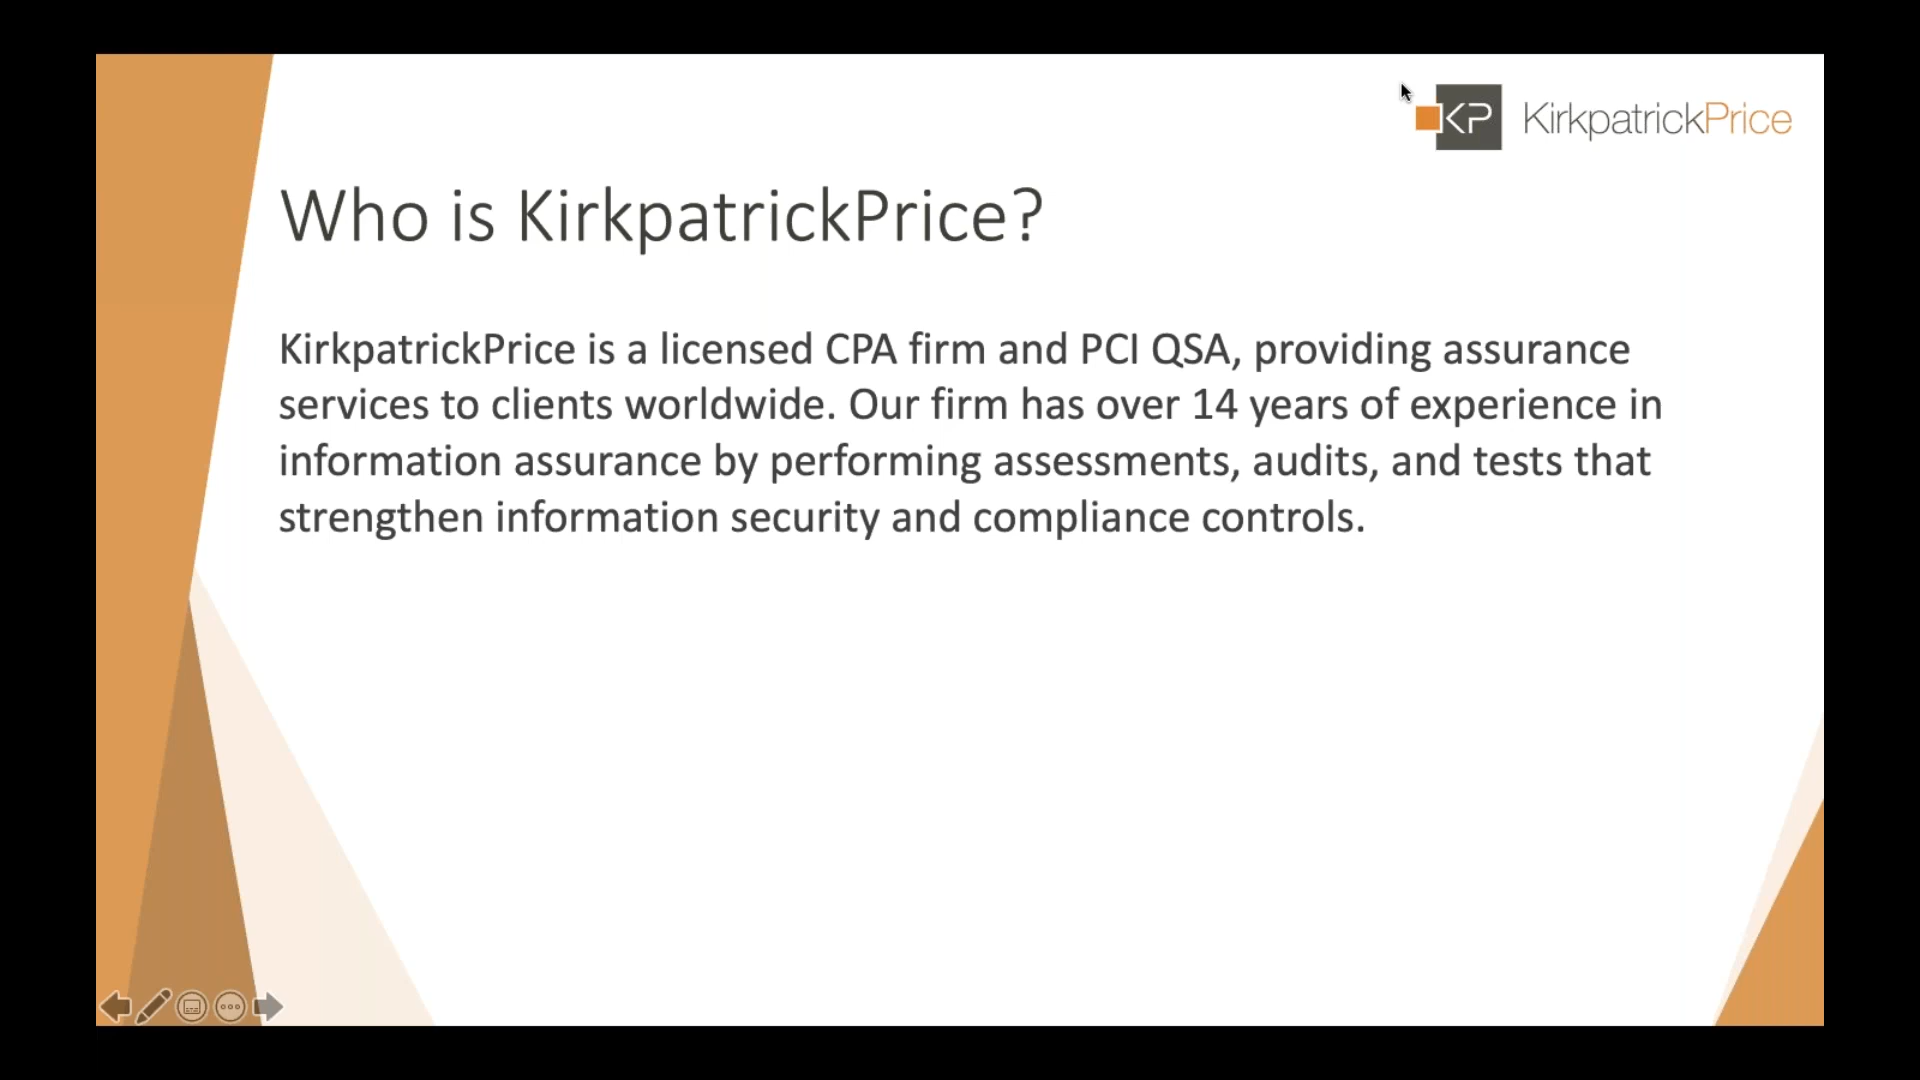 KP KirkpatrickPrice
Who is KirkpatrickPrice?
KirkpatrickPrice is a licensed CPA firm and PCI QSA, providing assurance
services to clients worldwide. Our firm has over 14 years of experience in
information assurance by performing assessments, audits, and tests that
strengthen information security and compliance controls.